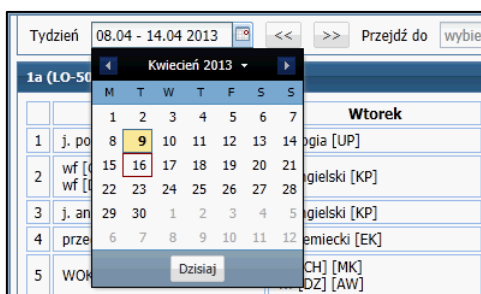 Tydzień 08.04 - 14.04 2013 << >> Przejdź do wybie
1a (LO-50
Kwiecień 2013
M T W T F S S
1 2 3 4 5 6 7
8 9 10 11 12 13 14
15 16 17 18 19 20 21
22 23 24 25 26 27 28
29 30 1 2 3 4 5
6 7 8 9 10 11 12
Dzisiaj
Wtorek
1 j. po ogia [UP]
2 wf [
wf [ gielski [KP]
3 j. an ngielski [KP]
4 prze emiecki [EK]
5 WOK CH] [MK]
[DZ] [AW]